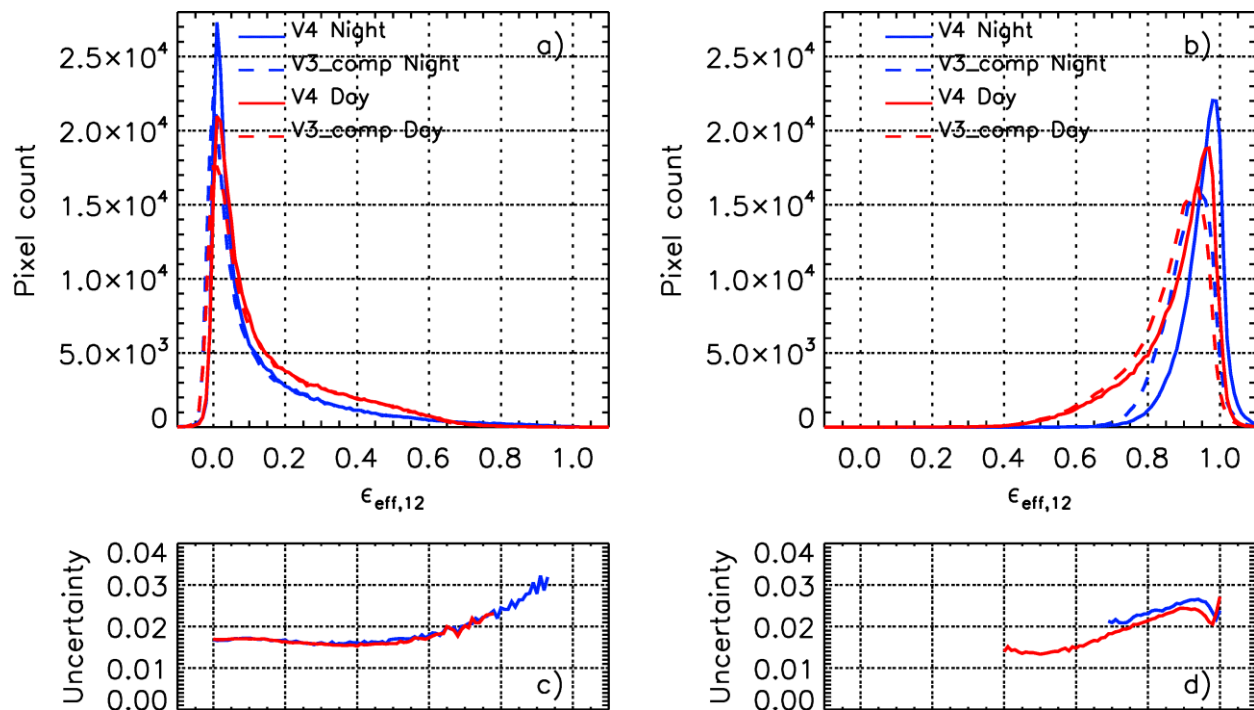 a)
V4 Night
V3_comp Night
V4 Day
V3_comp Day
2.5×10⁴
2.0×10⁴
1.5×10⁴
1.0×10⁴
5.0×10³
0
Pixel count
0.0 0.2 0.4 0.6 0.8 1.0
ϵeff,12
b)
V4 Night
V3_comp Night
V4 Day
V3_comp Day
2.5×10⁴
2.0×10⁴
1.5×10⁴
1.0×10⁴
5.0×10³
0
Pixel count
0.0 0.2 0.4 0.6 0.8 1.0
ϵeff,12
Uncertainty
0.04
0.03
0.02
0.01
0.00
c)
Uncertainty
0.04
0.03
0.02
0.01
0.00
d)